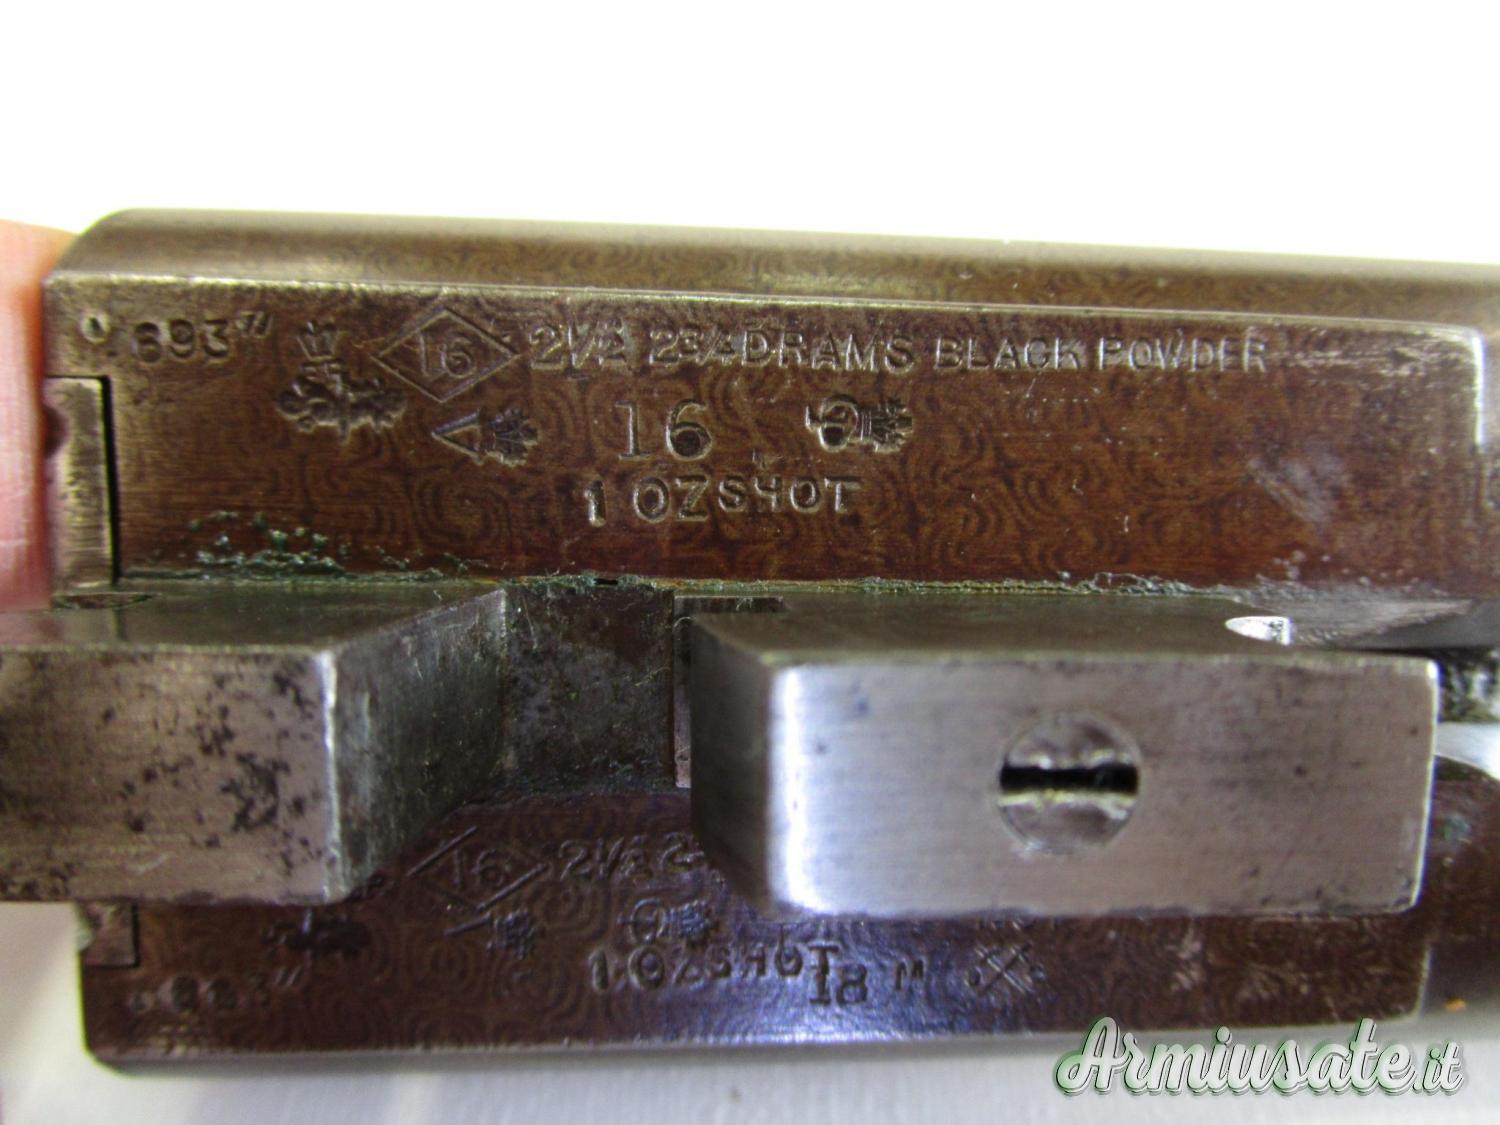 .693" 16 2½ 2¾ DRAMS BLACK POWDER
16
1 OZ SHOT
16 2½ 2
1 OZ SHOT
18 M
Armiusate.it